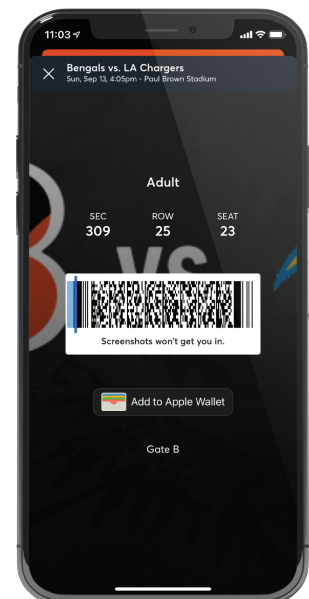 11:03
Bengals vs. LA Chargers
Sun, Sep 13, 4:05pm - Paul Brown Stadium
Adult
SEC ROW SEAT
309 25 23
VS
Screenshots won't get you in.
Add to Apple Wallet
Gate B